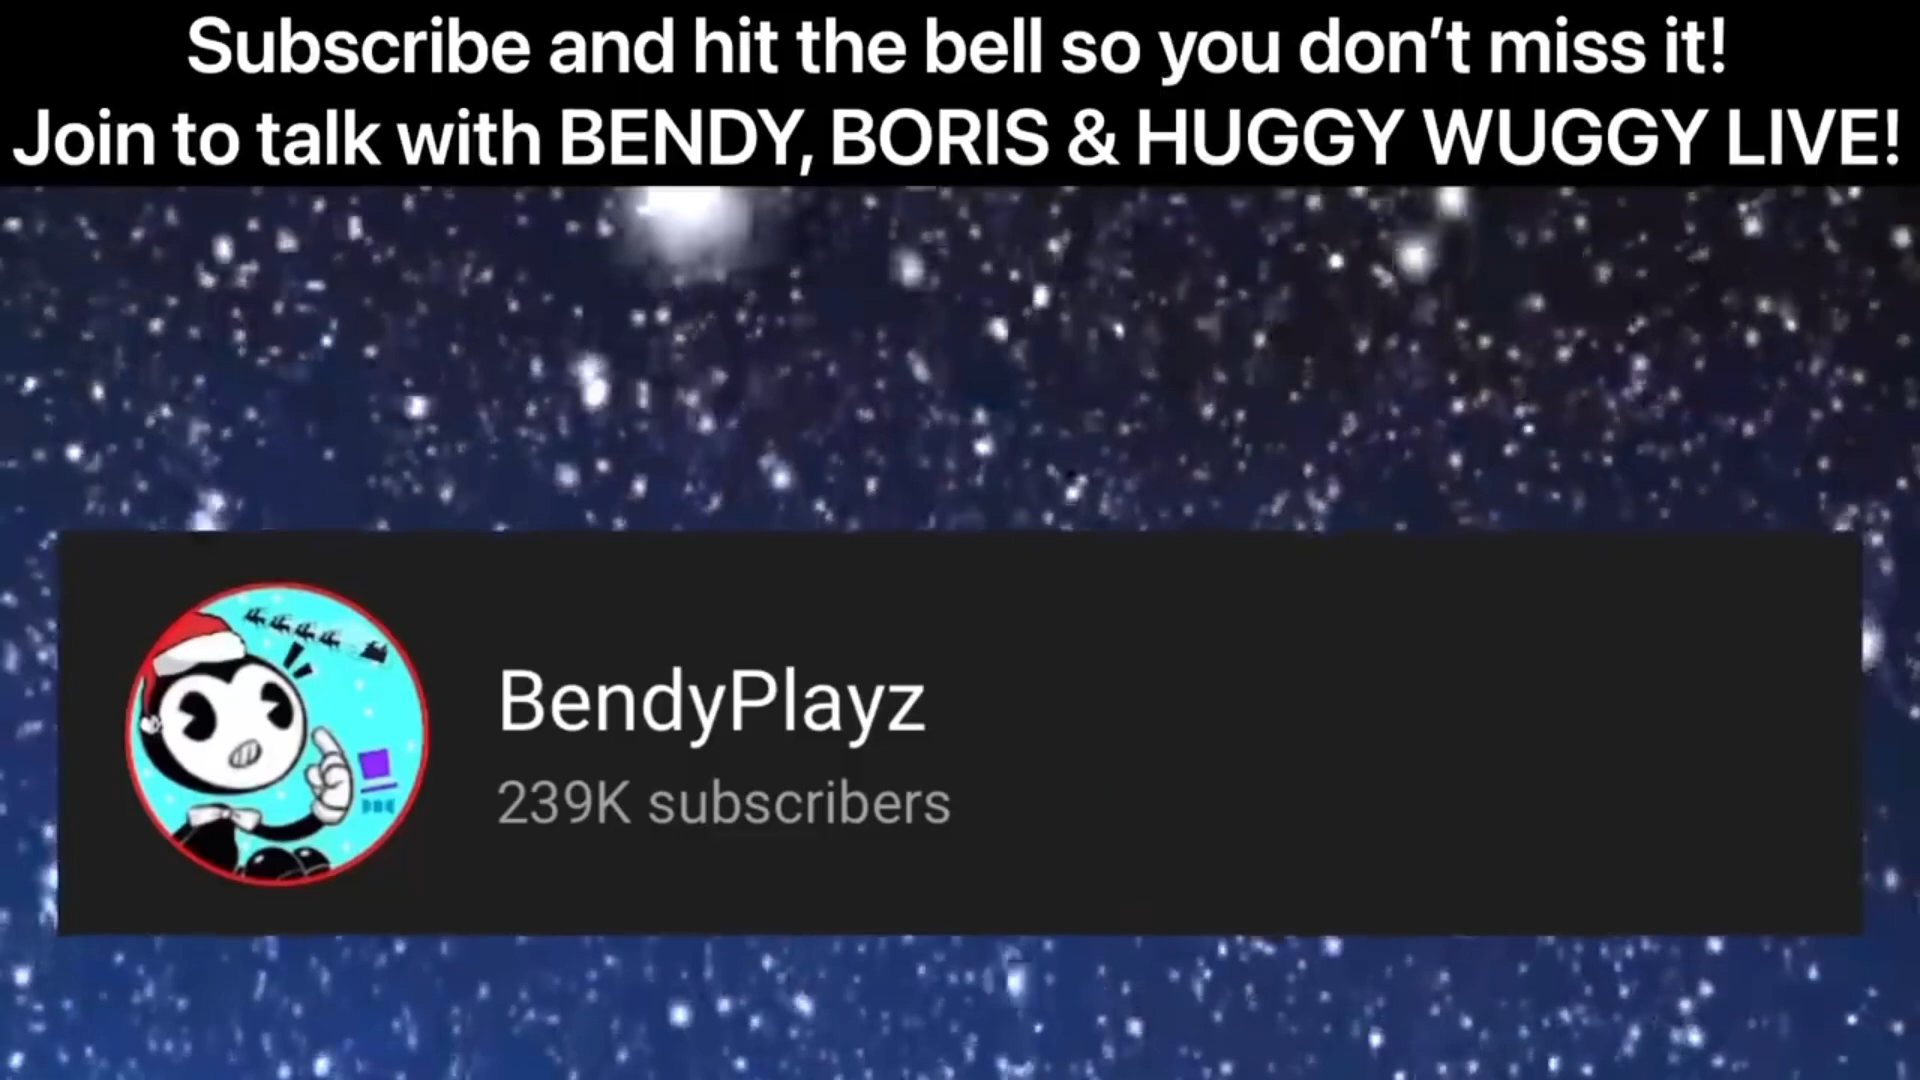 Subscribe and hit the bell so you don’t miss it!
Join to talk with BENDY, BORIS & HUGGY WUGGY LIVE!
BendyPlayz
239K subscribers